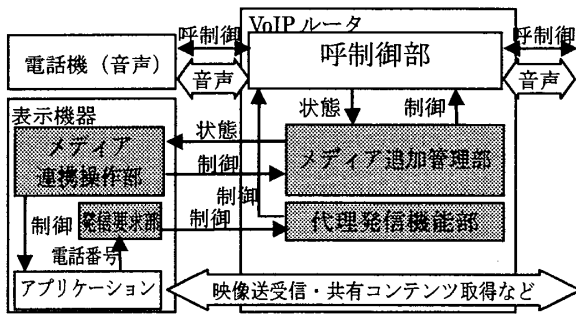 VoIPルータ
呼制御
呼制御
電話機（音声）
呼制御部
音声
音声
表示機器
状態
制御
状態
メディア
連携操作部
制御
メディア追加管理部
制御
制御
発信要求部
制御
代理発信機能部
電話番号
アプリケーション
映像送受信・共有コンテンツ取得など